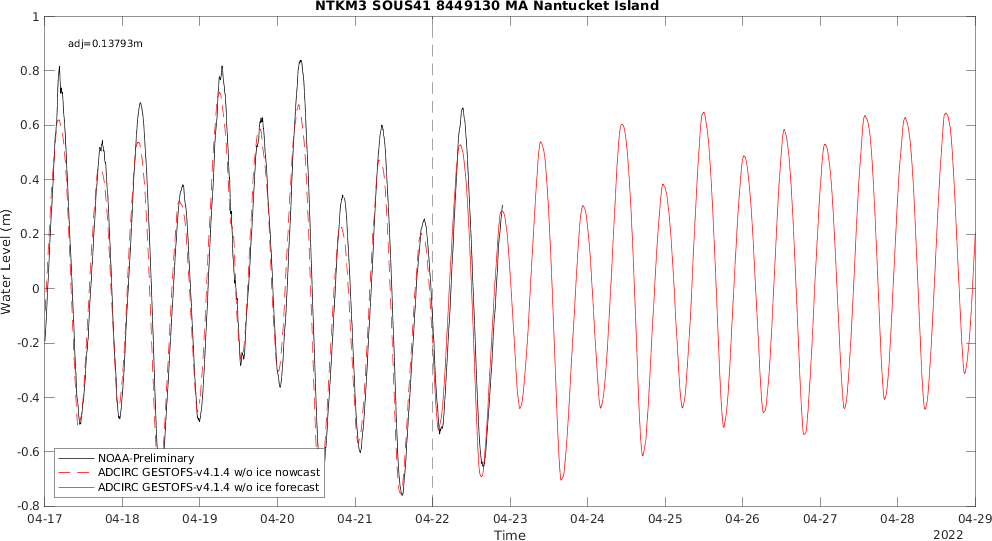 NTKM3 SOUS41 8449130 MA Nantucket Island
adj=0.13793m
1
0.8
0.6
0.4
0.2
0
-0.2
-0.4
-0.6
-0.8
Water Level (m)
NOAA-Preliminary
ADCIRC GESTOFS-v4.1.4 w/o ice nowcast
ADCIRC GESTOFS-v4.1.4 w/o ice forecast
04-17 04-18 04-19 04-20 04-21 04-22 04-23 04-24 04-25 04-26 04-27 04-28 04-29
Time
2022